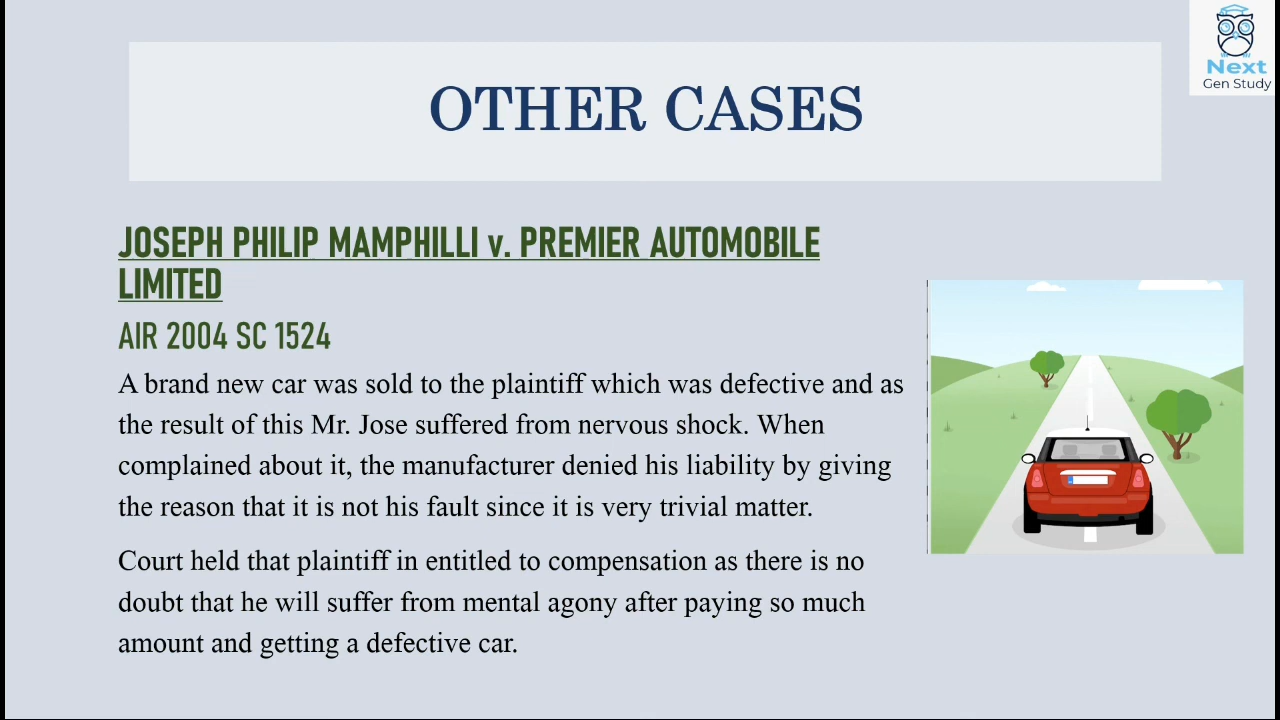 Next
Gen Study
OTHER CASES
JOSEPH PHILIP MAMPHILLI v. PREMIER AUTOMOBILE
LIMITED
AIR 2004 SC 1524
A brand new car was sold to the plaintiff which was defective and as
the result of this Mr. Jose suffered from nervous shock. When
complained about it, the manufacturer denied his liability by giving
the reason that it is not his fault since it is very trivial matter.
Court held that plaintiff in entitled to compensation as there is no
doubt that he will suffer from mental agony after paying so much
amount and getting a defective car.